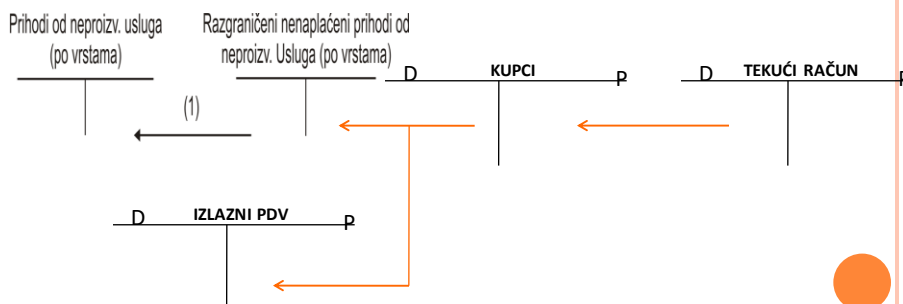 Prihodi od neproizv. usluga
(po vrstama)
Razgraničeni nenaplaćeni prihodi od
neproizv. Usluga (po vrstama)
D KUPCI P
D TEKUĆI RAČUN P
(1)
D IZLAZNI PDV P